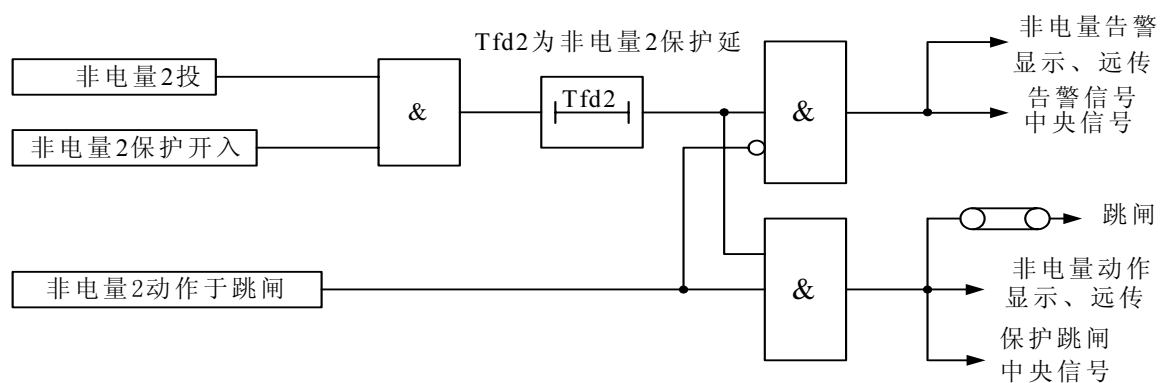 Tfd2为非电量2保护延
非电量2投
非电量2保护开入
非电量2动作于跳闸
&
Tfd2
&
&
非电量告警
显示、远传
告警信号
中央信号
跳闸
非电量动作
显示、远传
保护跳闸
中央信号